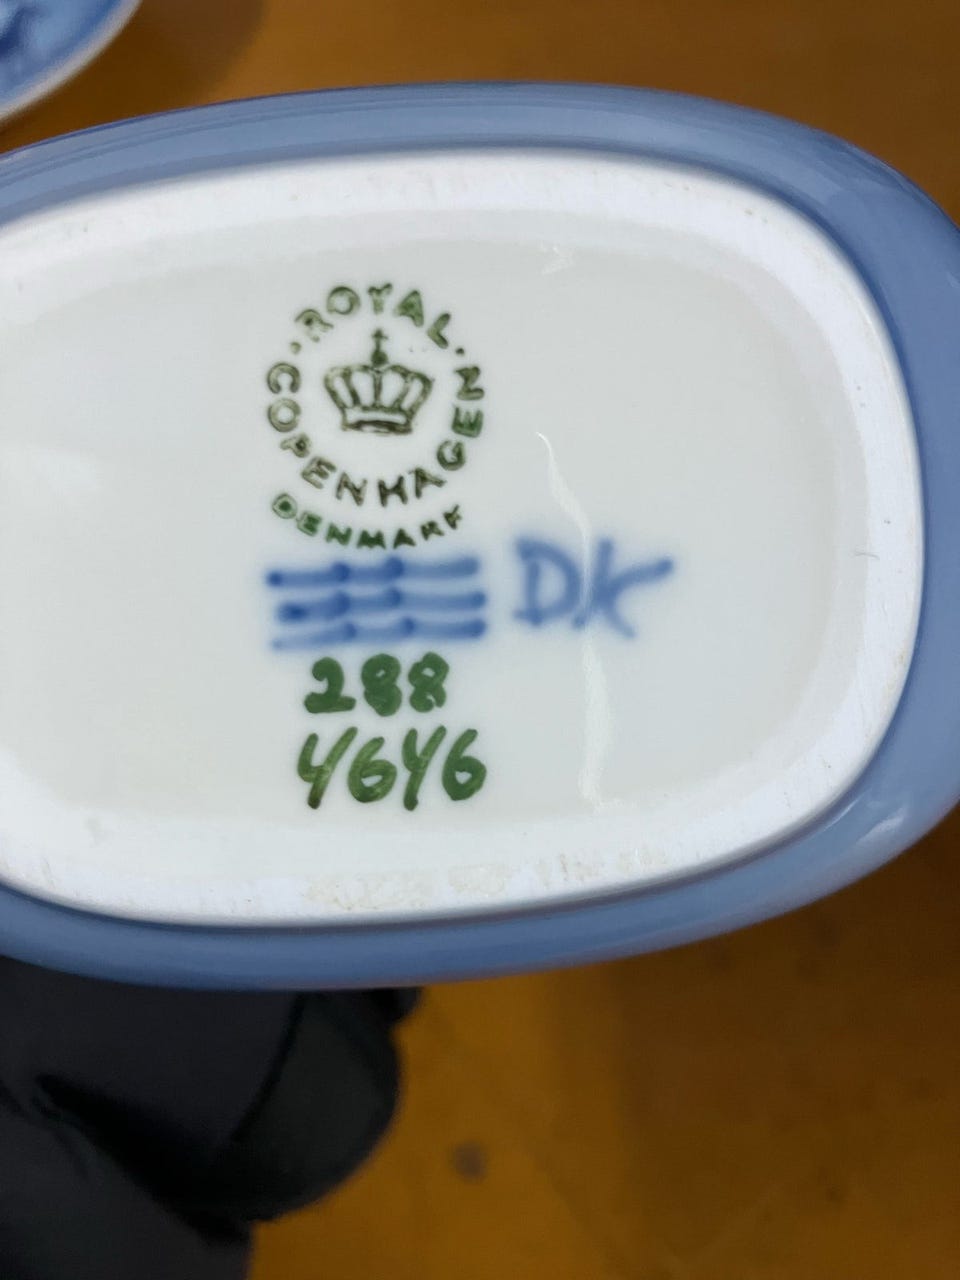 ROYAL
COPENHAGEN
DENMARK
DK
288
4646